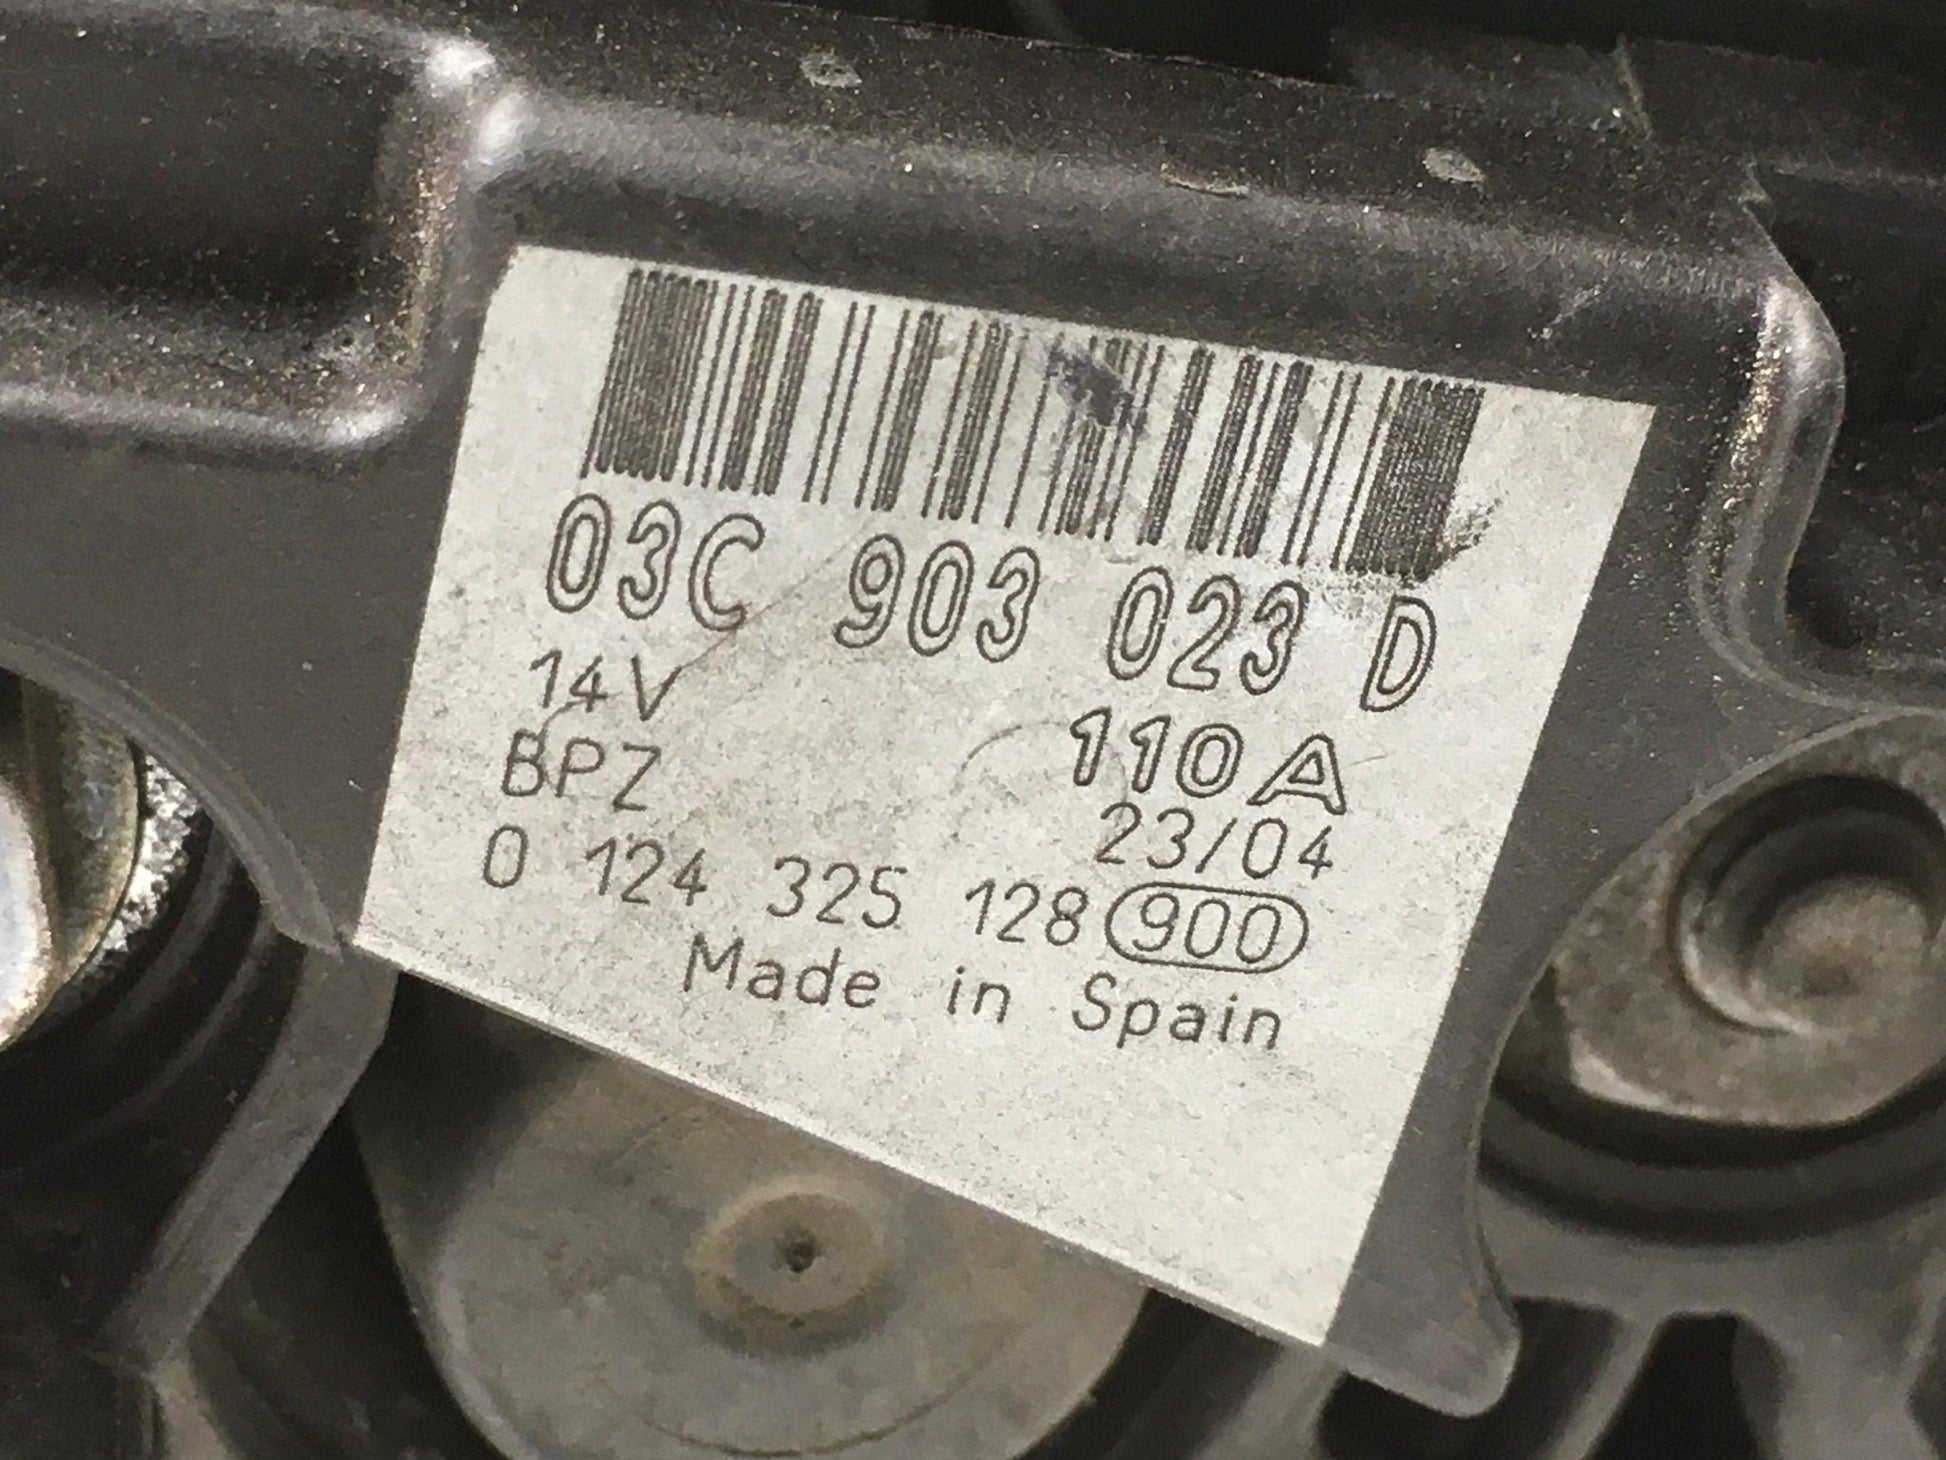 03C 903 023 D
14V 110A
BPZ 23/04
0 124 325 128 900
Made in Spain